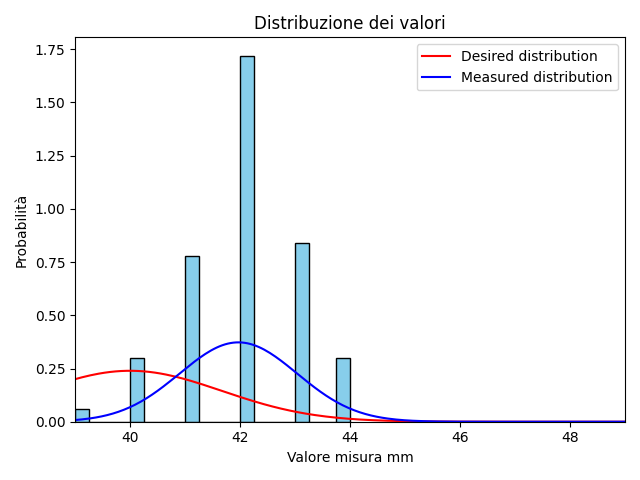 Distribuzione dei valori
Desired distribution
Measured distribution
Probabilità
1.75
1.50
1.25
1.00
0.75
0.50
0.25
0.00
40 42 44 46 48
Valore misura mm